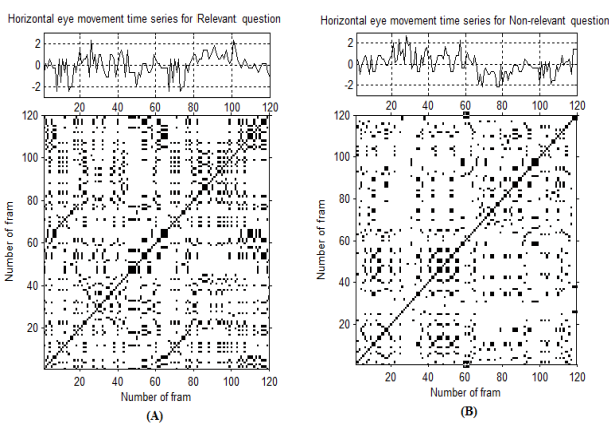 Horizontal eye movement time series for Relevant question
2
0
-2
20 40 60 80 100 120
120
100
80
60
40
20
Number of fram
20 40 60 80 100 120
Number of fram
(A)
Horizontal eye movement time series for Non-relevant question
2
0
-2
20 40 60 80 100 120
120
100
80
60
40
20
Number of fram
20 40 60 80 100 120
Number of fram
(B)